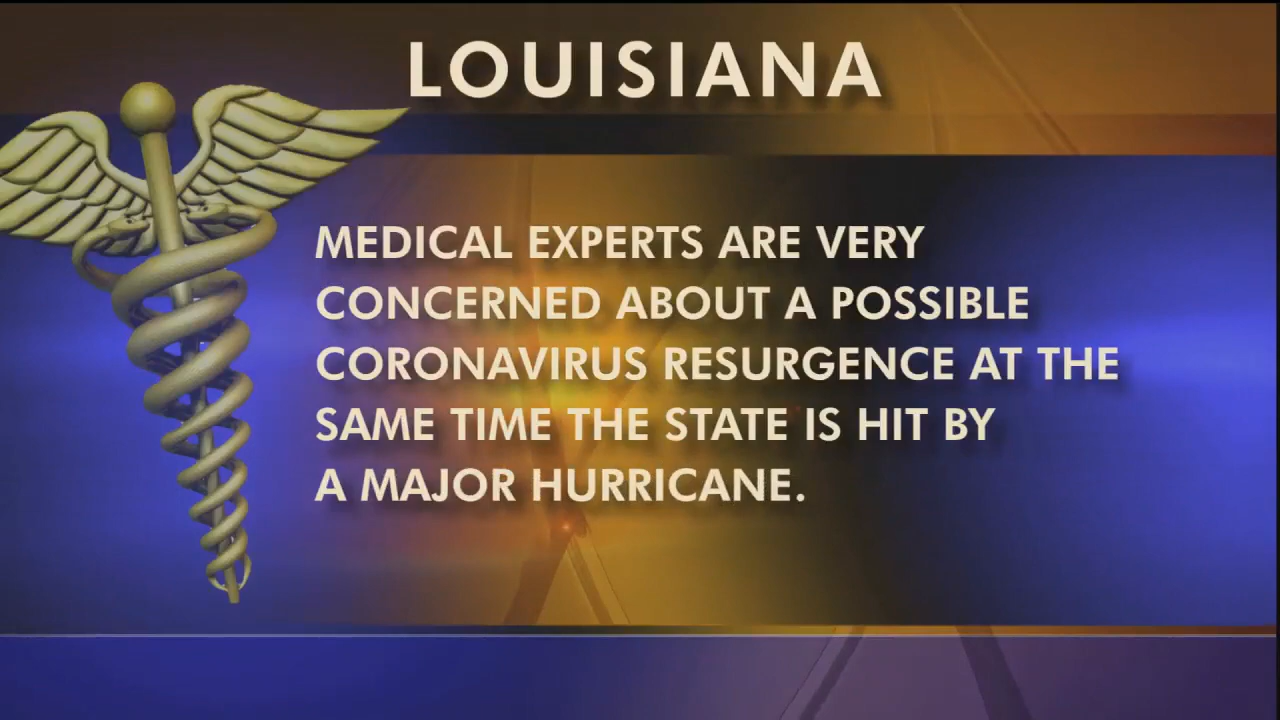 LOUISIANA
MEDICAL EXPERTS ARE VERY
CONCERNED ABOUT A POSSIBLE
CORONAVIRUS RESURGENCE AT THE
SAME TIME THE STATE IS HIT BY
A MAJOR HURRICANE.